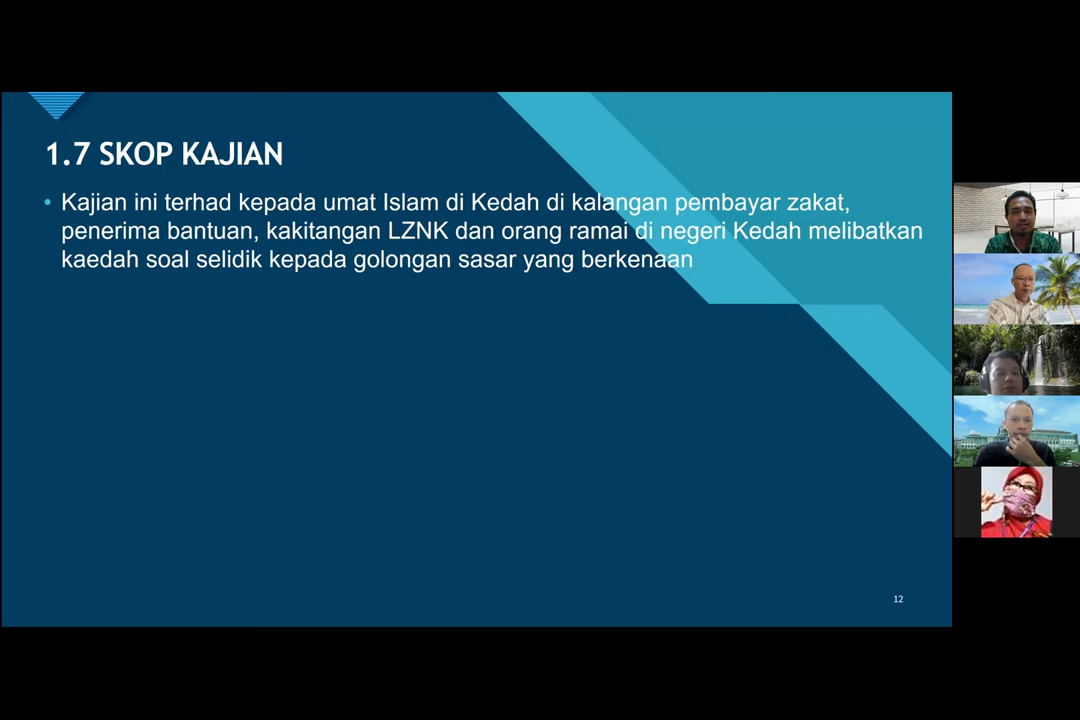 1.7 SKOP KAJIAN
• Kajian ini terhad kepada umat Islam di Kedah di kalangan pembayar zakat,
penerima bantuan, kakitangan LZNK dan orang ramai di negeri Kedah melibatkan
kaedah soal selidik kepada golongan sasar yang berkenaan
12